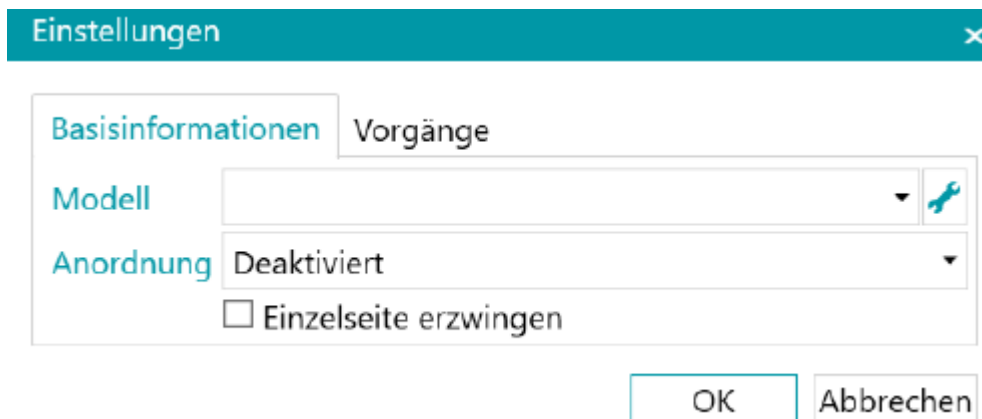 Einstellungen
Basisinformationen Vorgänge
Modell
Anordnung Deaktiviert
Einzelseite erzwingen
OK Abbrechen